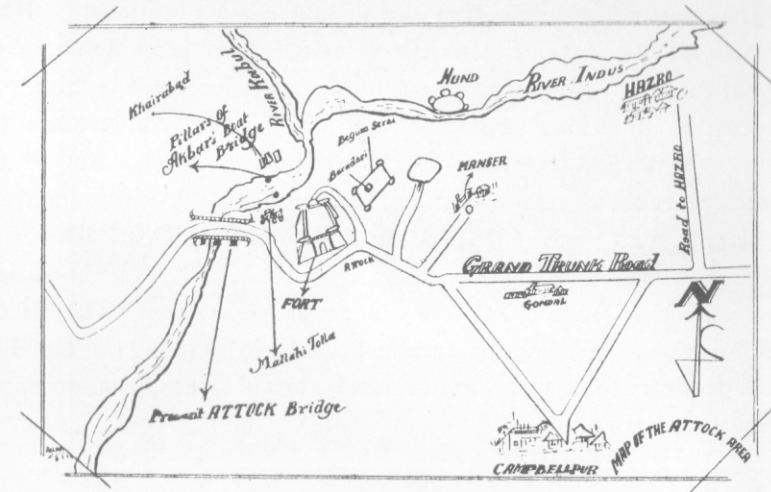 HUND
RIVER INDUS
HAZRO
RIVER Kabul
Khairabad
Pillars of
Akbar's Boat
Bridge
Begum Serai
Baradari
MANSER
Road to HAZRO
ATTOCK
GRAND TRUNK Road
GONDAL
FORT
N
Mallahi Tolla
Present ATTOCK Bridge
CAMPBELLPUR
MAP OF THE ATTOCK AREA